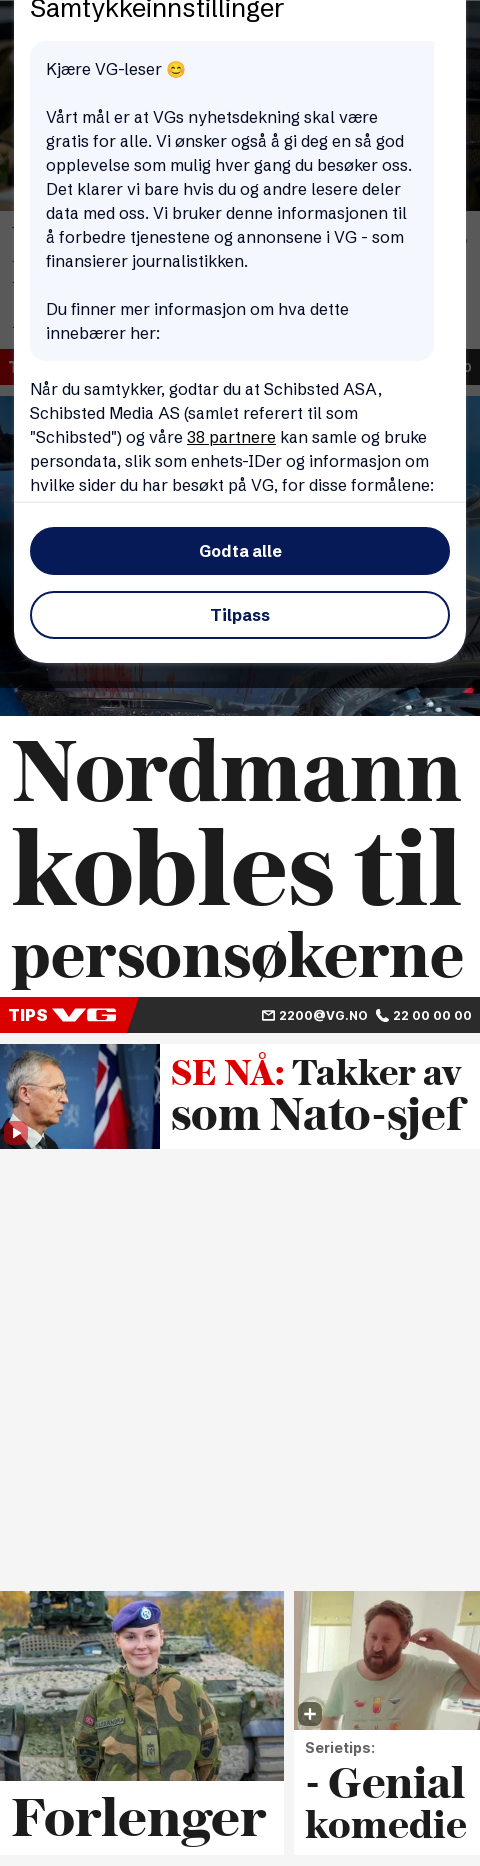 Samtykkeinnstillinger
Kjære VG-leser 😊
Vårt mål er at VGs nyhetsdekning skal være
gratis for alle. Vi ønsker også å gi deg en så god
opplevelse som mulig hver gang du besøker oss.
Det klarer vi bare hvis du og andre lesere deler
data med oss. Vi bruker denne informasjonen til
å forbedre tjenestene og annonsene i VG - som
finansierer journalistikken.
Du finner mer informasjon om hva dette
innebærer her:
Når du samtykker, godtar du at Schibsted ASA,
Schibsted Media AS (samlet referert til som
"Schibsted") og våre 38 partnere kan samle og bruke
persondata, slik som enhets-IDer og informasjon om
hvilke sider du har besøkt på VG, for disse formålene:
Godta alle
Tilpass
Nordmann
kobles til
personsøkerne
TIPS VG 2200@VG.NO 22 00 00 00
SE NÅ: Takker av
som Nato-sjef
Forlenger
Serietips:
- Genial
komedie